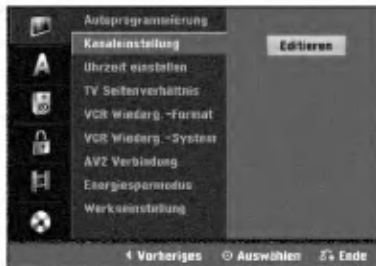 Autoprogrammierung
Kanaleinstellung
Editieren
Uhrzeit einstellen
TV Seitenverhältnis
VCR Wiederg.-Format
VCR Wiederg.-System
AV2 Verbindung
Energiesparmodus
Werkseinstellung
Vorheriges
Auswählen
Ende